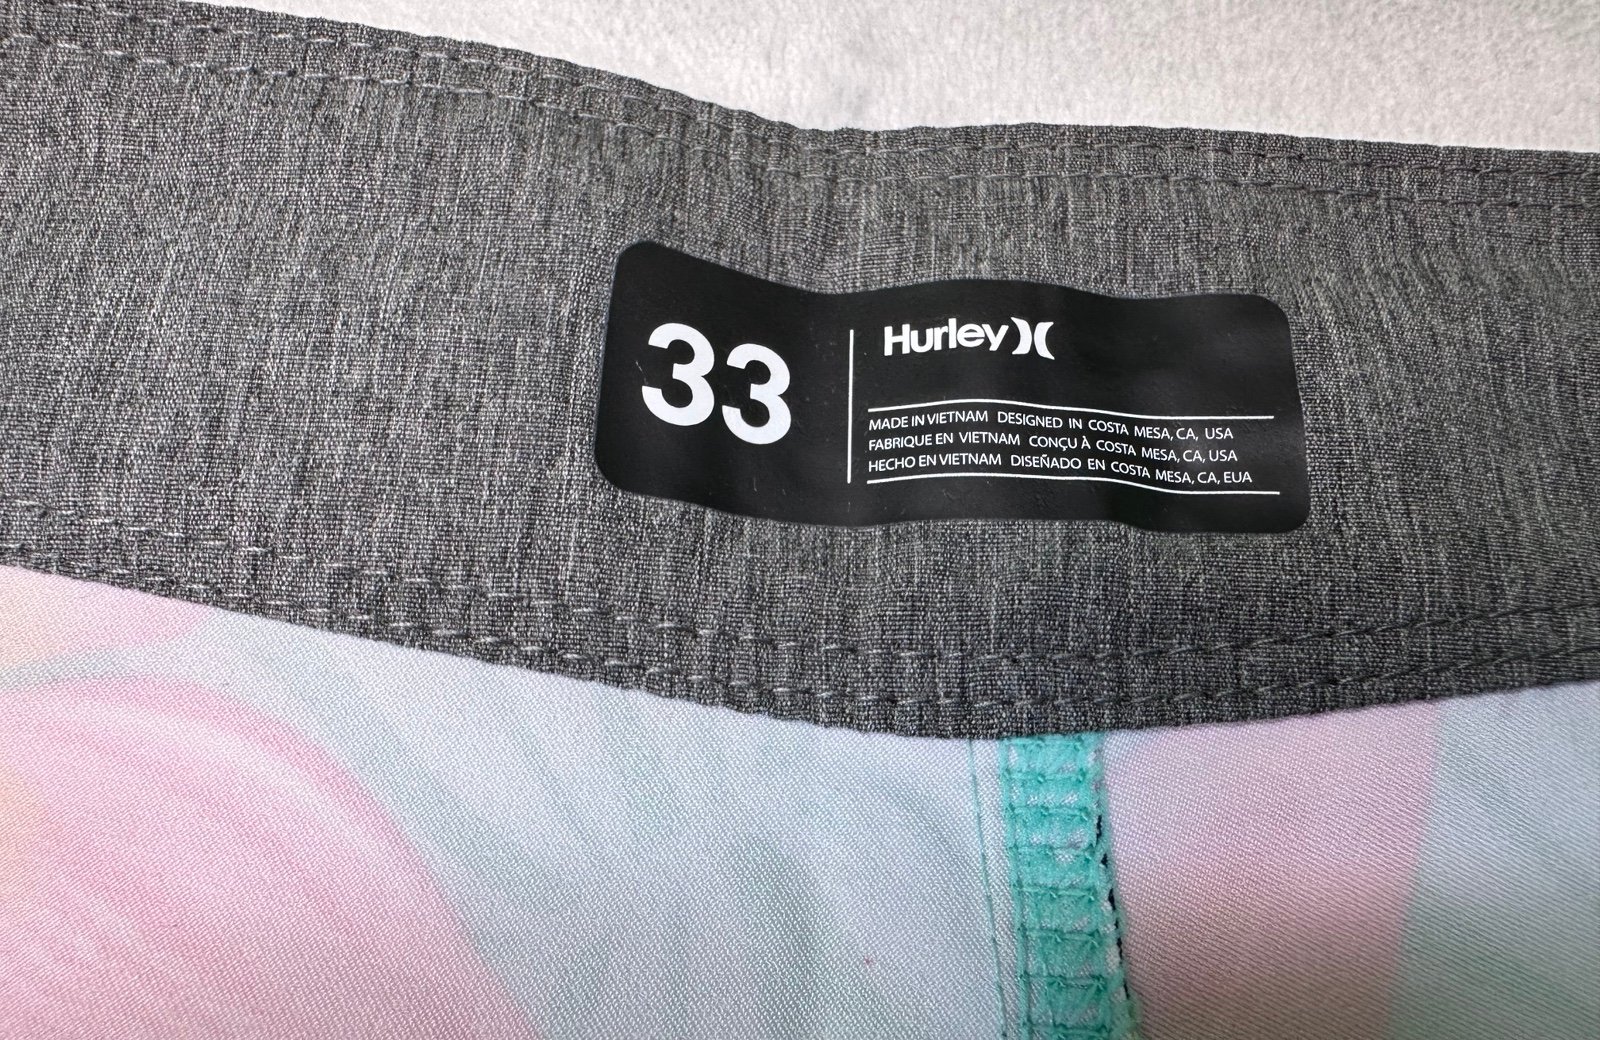 33
Hurley
MADE IN VIETNAM DESIGNED IN COSTA MESA, CA, USA
FABRIQUE EN VIETNAM CONÇU À COSTA MESA, CA, USA
HECHO EN VIETNAM DISEÑADO EN COSTA MESA, CA, EUA